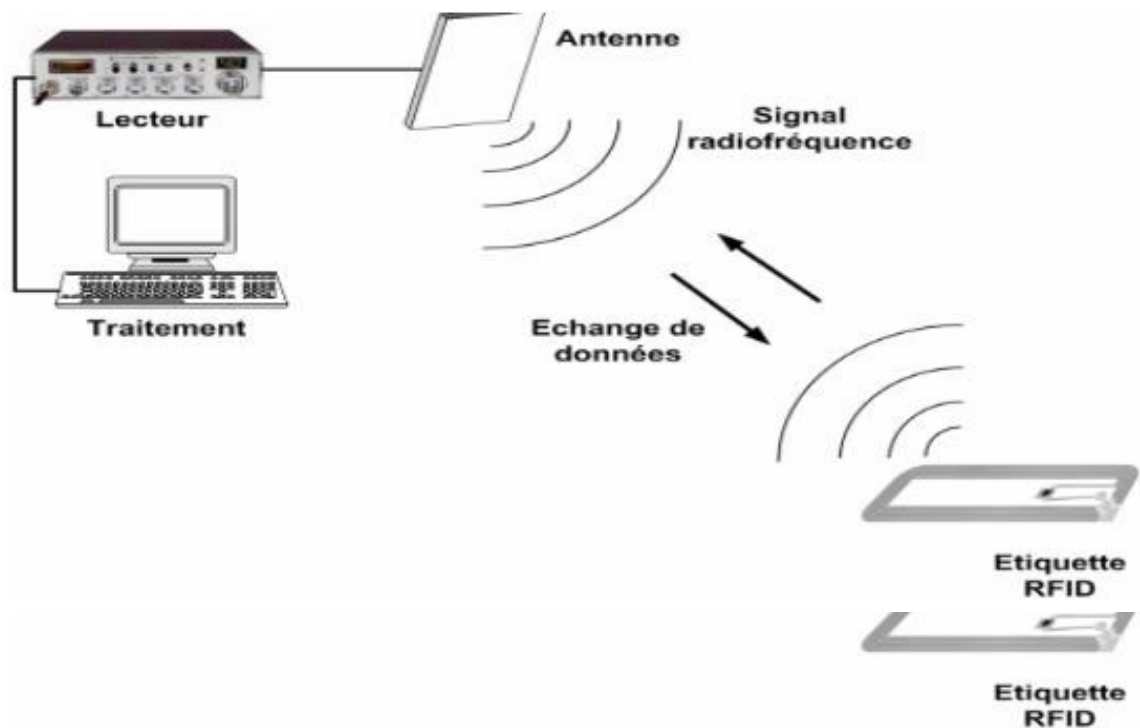 Antenne
Lecteur
Signal
radiofréquence
Traitement
Echange de
données
Etiquette
RFID
Etiquette
RFID